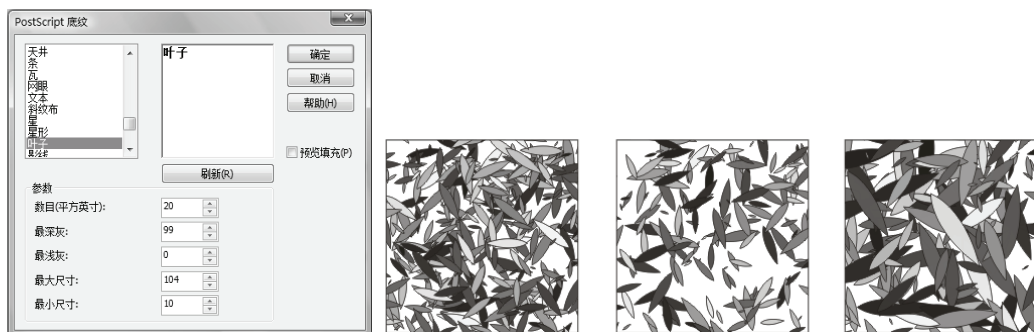 PostScript 底纹
天井
条
瓦
网眼
文本
斜纹布
星
星形
叶子
叶子
确定
取消
帮助(H)
预览填充(P)
刷新(R)
参数
数目(平方英寸): 20
最深灰: 99
最浅灰: 0
最大尺寸: 104
最小尺寸: 10